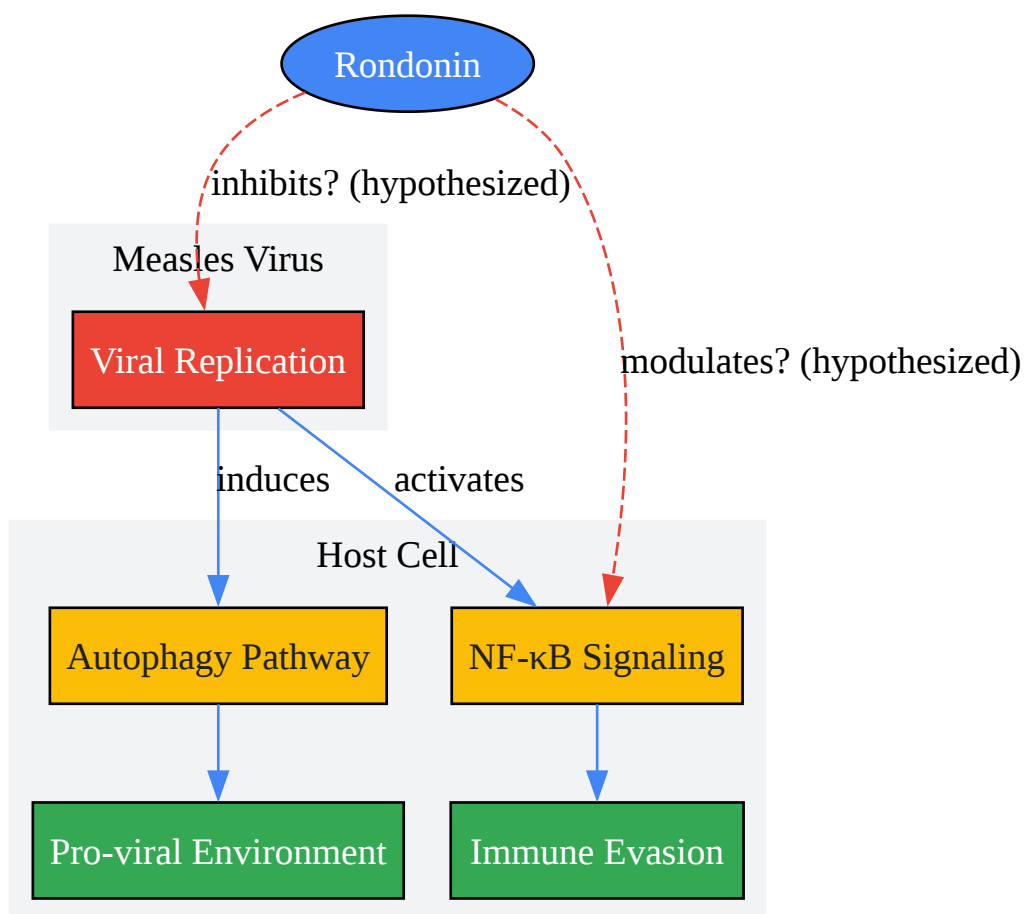 Rondonin
inhibits? (hypothesized)
Measles Virus
Viral Replication
modulates? (hypothesized)
induces
activates
Host Cell
Autophagy Pathway
NF-κB Signaling
Pro-viral Environment
Immune Evasion